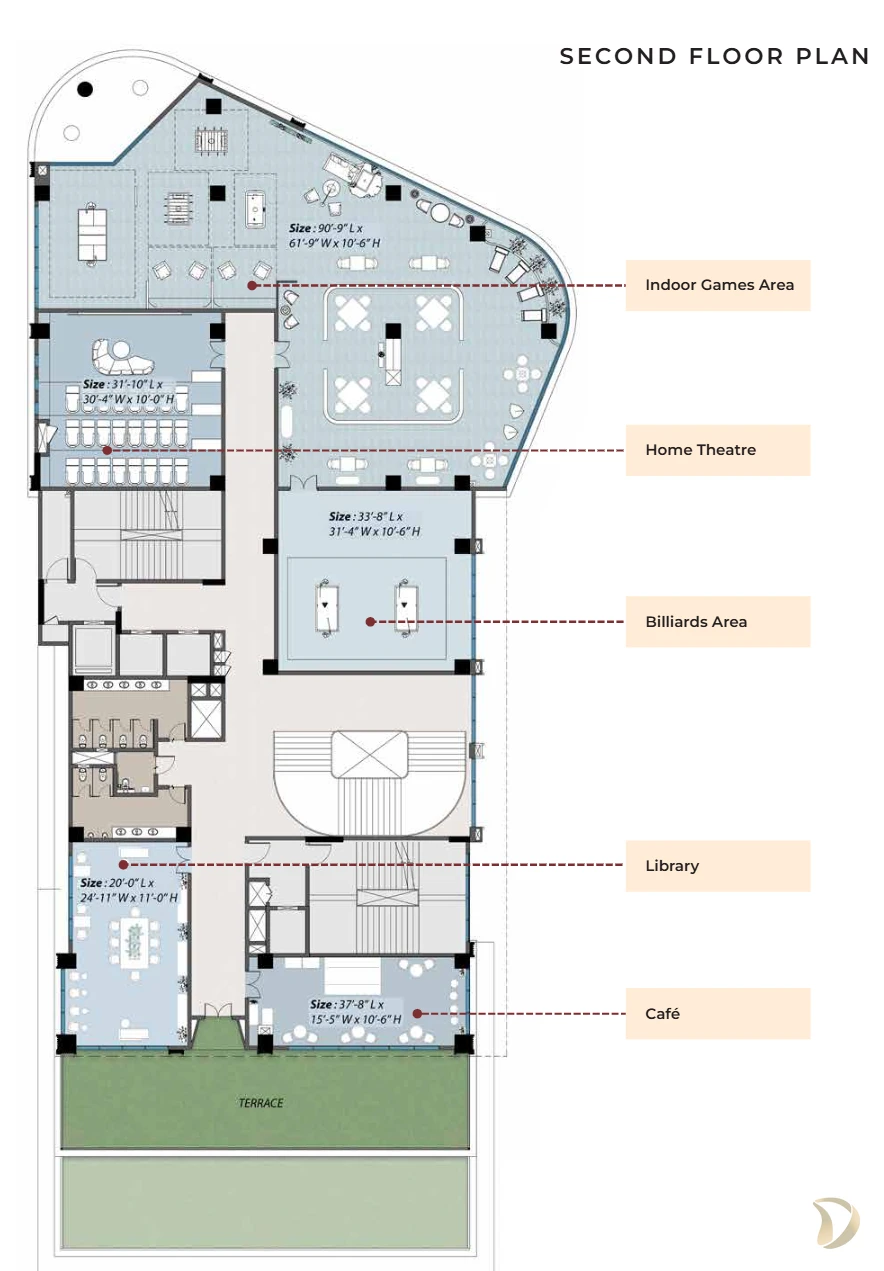 SECOND FLOOR PLAN
Size : 90'-9" L x
61'-9" W x 10'-6" H
Indoor Games Area
Size : 31'-10" L x
30'-4" W x 10'-0" H
Home Theatre
Size : 33'-8" L x
31'-4" W x 10'-6" H
Billiards Area
Library
Size : 20'-0" L x
24'-11" W x 11'-0" H
Size : 37'-8" L x
15'-5" W x 10'-6" H
Café
TERRACE